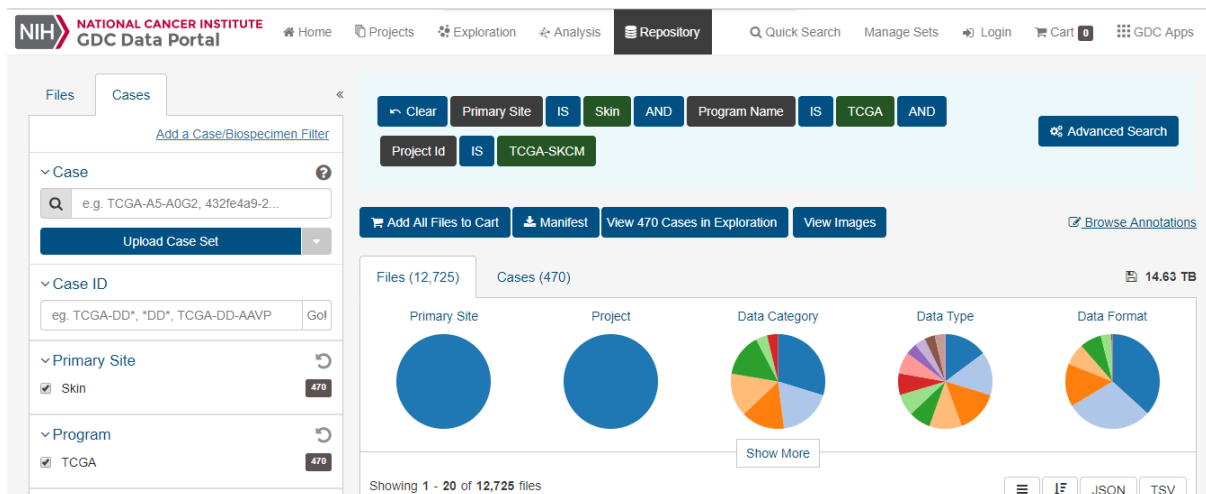 NIH NATIONAL CANCER INSTITUTE
GDC Data Portal
Home Projects Exploration Analysis Repository Quick Search Manage Sets Login Cart 0 GDC Apps
Files Cases «
Add a Case/Biospecimen Filter
Case ?
e.g. TCGA-A5-A0G2, 432fe4a9-2...
Upload Case Set
Case ID
eg. TCGA-DD*, *DD*, TCGA-DD-AAVP Go!
Primary Site
Skin 470
Program
TCGA 470
Clear Primary Site IS Skin AND Program Name IS TCGA AND
Project Id IS TCGA-SKCM
Advanced Search
Add All Files to Cart Manifest View 470 Cases in Exploration View Images Browse Annotations
Files (12,725) Cases (470) 14.63 TB
Primary Site Project Data Category Data Type Data Format
Show More
Showing 1 - 20 of 12,725 files JSON TSV